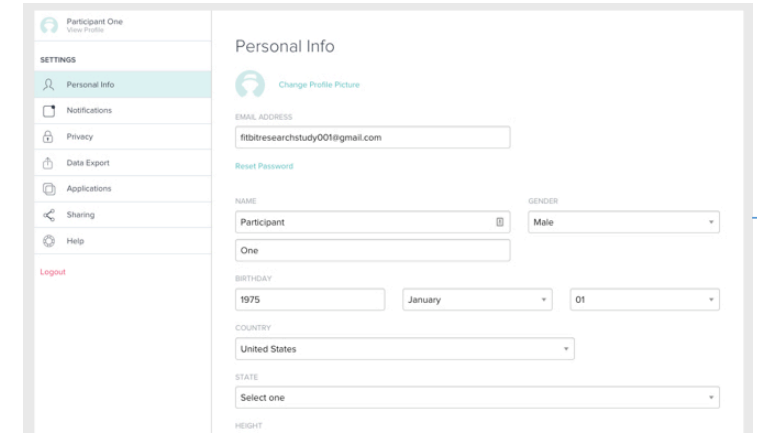 Participant One
View Profile
SETTINGS
Personal Info
Notifications
Privacy
Data Export
Applications
Sharing
Help
Logout
Personal Info
Change Profile Picture
EMAIL ADDRESS
fitbitresearchstudy001@gmail.com
Reset Password
NAME
GENDER
Participant
Male
One
BIRTHDAY
1975
January
01
COUNTRY
United States
STATE
Select one
HEIGHT